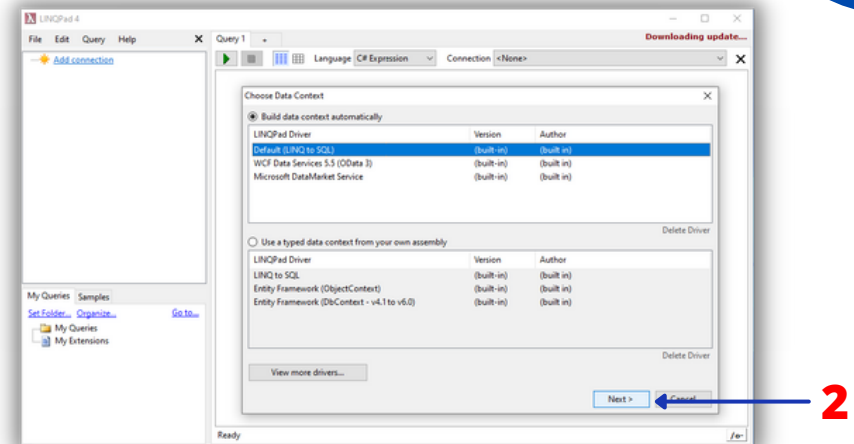 LINQPad 4
File Edit Query Help X
Query 1 +
Downloading update...
Add connection
Language C# Expression Connection <None> X
Choose Data Context
Build data context automatically
LINQPad Driver Version Author
Default (LINQ to SQL) (built-in) (built in)
WCF Data Services 5.5 (OData 3) (built-in) (built in)
Microsoft DataMarket Service (built-in) (built in)
Delete Driver
Use a typed data context from your own assembly
LINQPad Driver Version Author
LINQ to SQL (built-in) (built in)
Entity Framework (ObjectContext) (built-in) (built in)
Entity Framework (DbContext - v4.1 to v6.0) (built-in) (built in)
Delete Driver
View more drivers...
Next > Cancel
2
My Queries Samples
Set Folder... Organize... Go to...
My Queries
My Extensions
Ready /o-